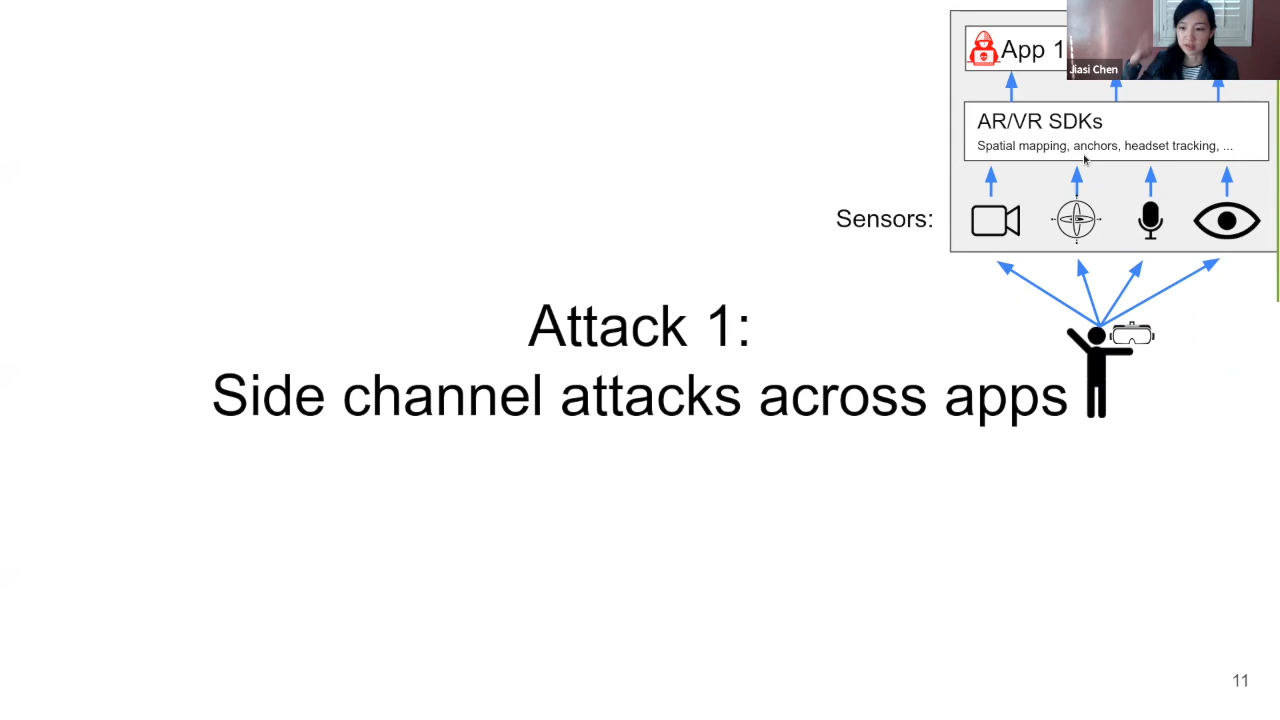 App 1
Jiasi Chen
AR/VR SDKs
Spatial mapping, anchors, headset tracking, ...
Sensors:
Attack 1:
Side channel attacks across apps
11